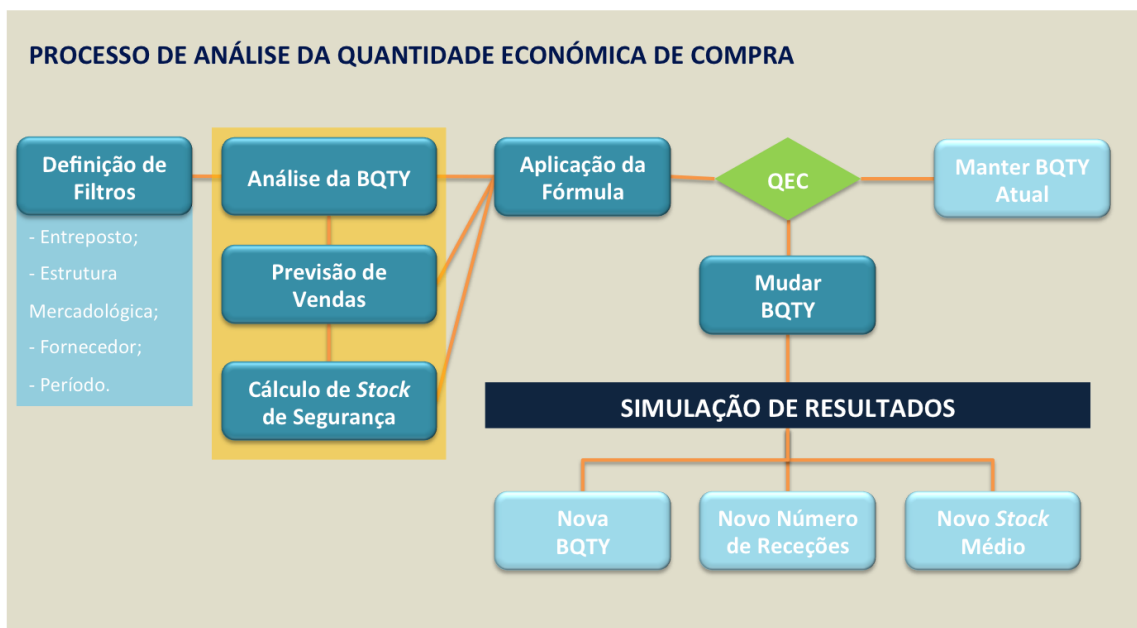 PROCESSO DE ANÁLISE DA QUANTIDADE ECONÓMICA DE COMPRA
Definição de
Filtros
- Entreposto;
- Estrutura
Mercadológica;
- Fornecedor;
- Período.
Análise da BQTY
Previsão de
Vendas
Cálculo de Stock
de Segurança
Aplicação da
Fórmula
QEC
Manter BQTY
Atual
Mudar
BQTY
SIMULAÇÃO DE RESULTADOS
Nova
BQTY
Novo Número
de Receções
Novo Stock
Médio